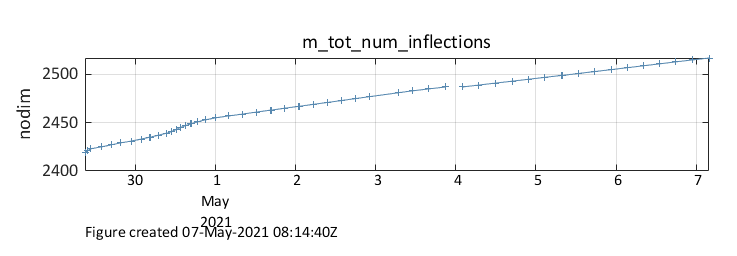 m_tot_num_inflections
2500
2450
2400
nodim
30 1 2 3 4 5 6 7
May
2021
Figure created 07-May-2021 08:14:40Z